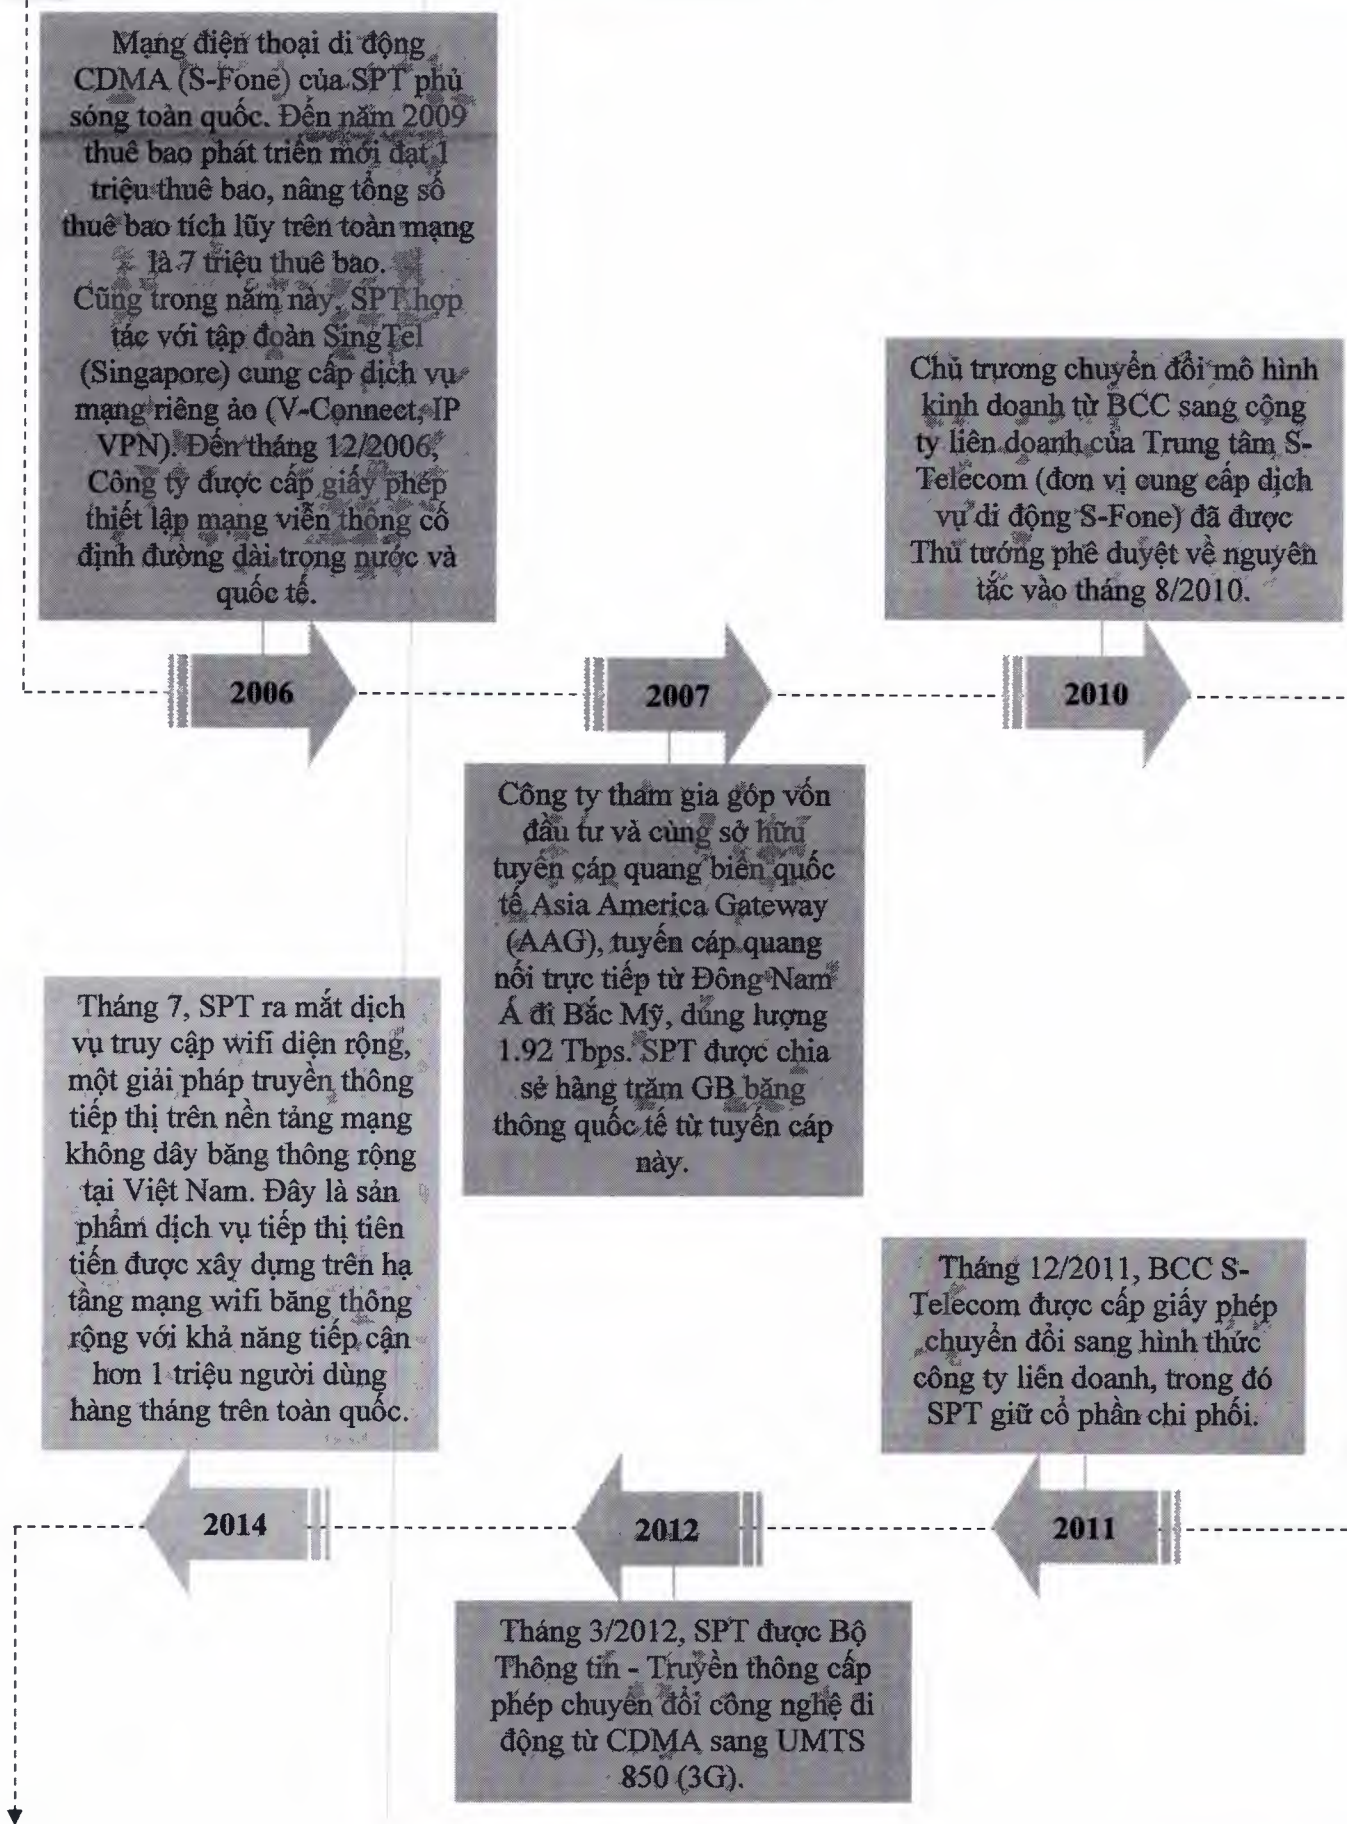 Mạng điện thoại di động
CDMA (S-Fone) của SPT phủ
sóng toàn quốc. Đến năm 2009
thuê bao phát triển mới đạt 1
triệu thuê bao, nâng tổng số
thuê bao tích lũy trên toàn mạng
là 7 triệu thuê bao.
Cũng trong năm này, SPT hợp
tác với tập đoàn SingTel
(Singapore) cung cấp dịch vụ
mạng riêng ảo (V-Connect, IP
VPN). Đến tháng 12/2006,
Công ty được cấp giấy phép
thiết lập mạng viễn thông cố
định đường dài trong nước và
quốc tế.
2006
2007
Công ty tham gia góp vốn
đầu tư và cùng sở hữu
tuyến cáp quang biển quốc
tế Asia America Gateway
(AAG), tuyến cáp quang
nối trực tiếp từ Đông Nam
Á đi Bắc Mỹ, dung lượng
1.92 Tbps. SPT được chia
sẻ hàng trăm GB băng
thông quốc tế từ tuyến cáp
này.
Chủ trương chuyển đổi mô hình
kinh doanh từ BCC sang công
ty liên doanh của Trung tâm S-
Telecom (đơn vị cung cấp dịch
vụ di động S-Fone) đã được
Thủ tướng phê duyệt về nguyên
tắc vào tháng 8/2010.
2010
Tháng 12/2011, BCC S-
Telecom được cấp giấy phép
chuyển đổi sang hình thức
công ty liên doanh, trong đó
SPT giữ cổ phần chi phối.
2011
2012
Tháng 3/2012, SPT được Bộ
Thông tin - Truyền thông cấp
phép chuyển đổi công nghệ di
động từ CDMA sang UMTS
850 (3G).
Tháng 7, SPT ra mắt dịch
vụ truy cập wifi diện rộng,
một giải pháp truyền thông
tiếp thị trên nền tảng mạng
không dây băng thông rộng
tại Việt Nam. Đây là sản
phẩm dịch vụ tiếp thị tiên
tiến được xây dựng trên hạ
tầng mạng wifi băng thông
rộng với khả năng tiếp cận
hơn 1 triệu người dùng
hàng tháng trên toàn quốc.
2014